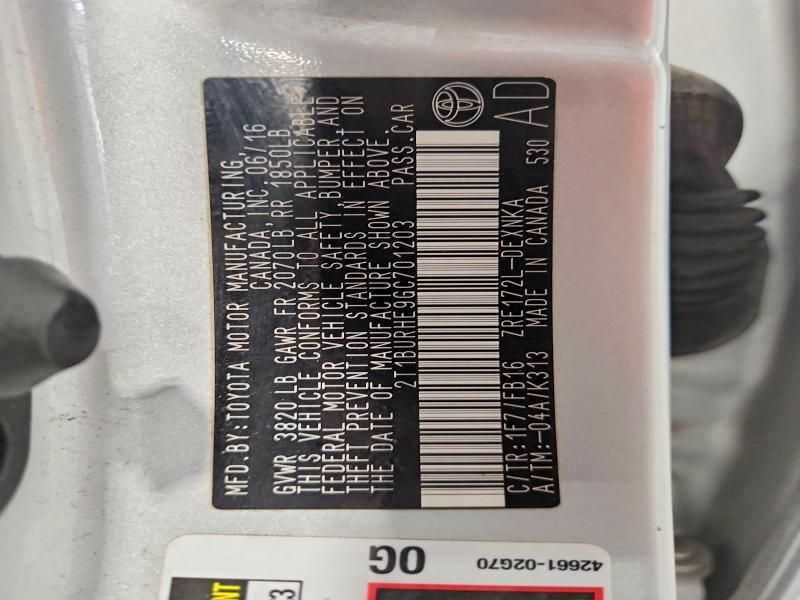 MFD.BY:TOYOTA MOTOR MANUFACTURING,
CANADA, INC. 06/16
GVWR 3820LB GAWR FR 2070LB RR 1850LB
THIS VEHICLE CONFORMS TO ALL APPLICABLE
FEDERAL MOTOR VEHICLE SAFETY, BUMPER, AND
THEFT PREVENTION STANDARDS IN EFFECT ON
THE DATE OF MANUFACTURE SHOWN ABOVE.
2T1BURHE9GC701203 PASS.CAR
C/TR:1F7/FB16 ZRE172L-DEXNKA
A/TM:-04A/K313 MADE IN CANADA 530 AD
42661-02G70
OG
NT
3